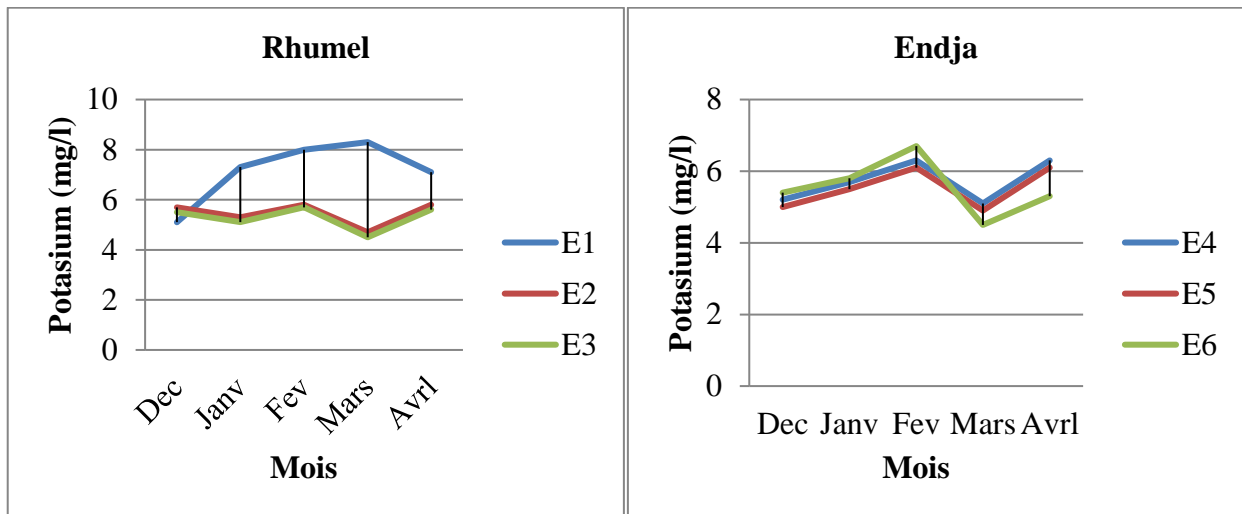 Rhumel
Potasium (mg/l)
10
8
6
4
2
0
Dec
Janv
Fev
Mars
Avrl
Mois
E1
E2
E3
Endja
Potasium (mg/l)
8
6
4
2
0
Dec Janv Fev Mars Avrl
Mois
E4
E5
E6